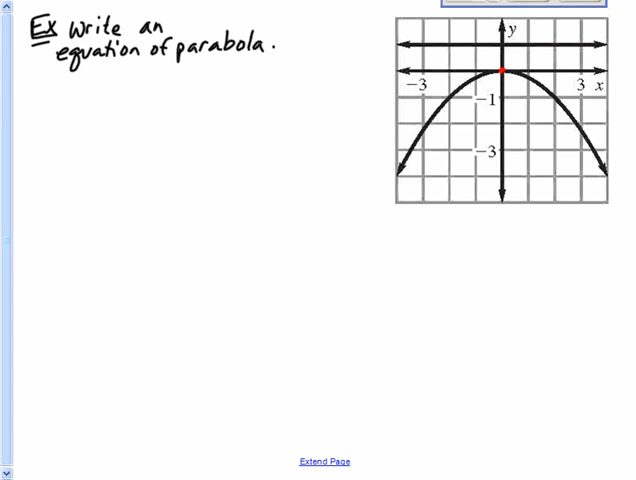 Ex Write an
equation of parabola.
y
-3
3 x
-1
-3
Extend Page